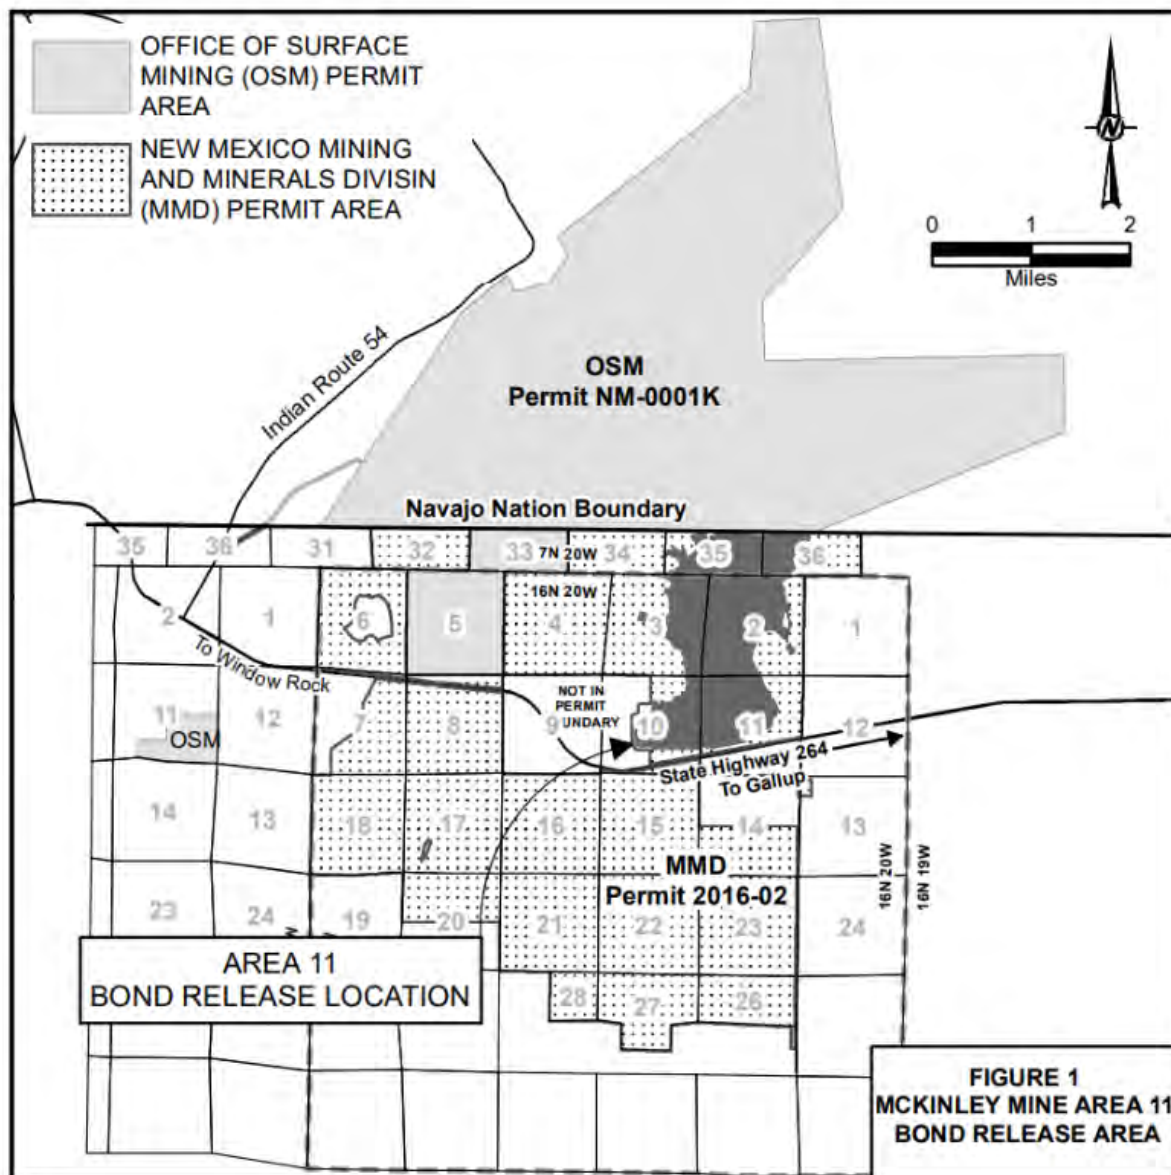 OFFICE OF SURFACE
MINING (OSM) PERMIT
AREA
NEW MEXICO MINING
AND MINERALS DIVISIN
(MMD) PERMIT AREA
N
0 1 2
Miles
Indian Route 54
OSM
Permit NM-0001K
Navajo Nation Boundary
35 36 31 32 33 7N 20W 34 35 36
16N 20W
2 1 6 5 4 3 2 1
To Window Rock
NOT IN
PERMIT
UNDARY
11 12 7 8 9 10 11 12
OSM
State Highway 264
To Gallup
14 13 18 17 16 15 14 13
MMD
Permit 2016-02
16N 20W
16N 19W
23 24 19 20 21 22 23 24
AREA 11
BOND RELEASE LOCATION
28 27 26
FIGURE 1
MCKINLEY MINE AREA 11
BOND RELEASE AREA